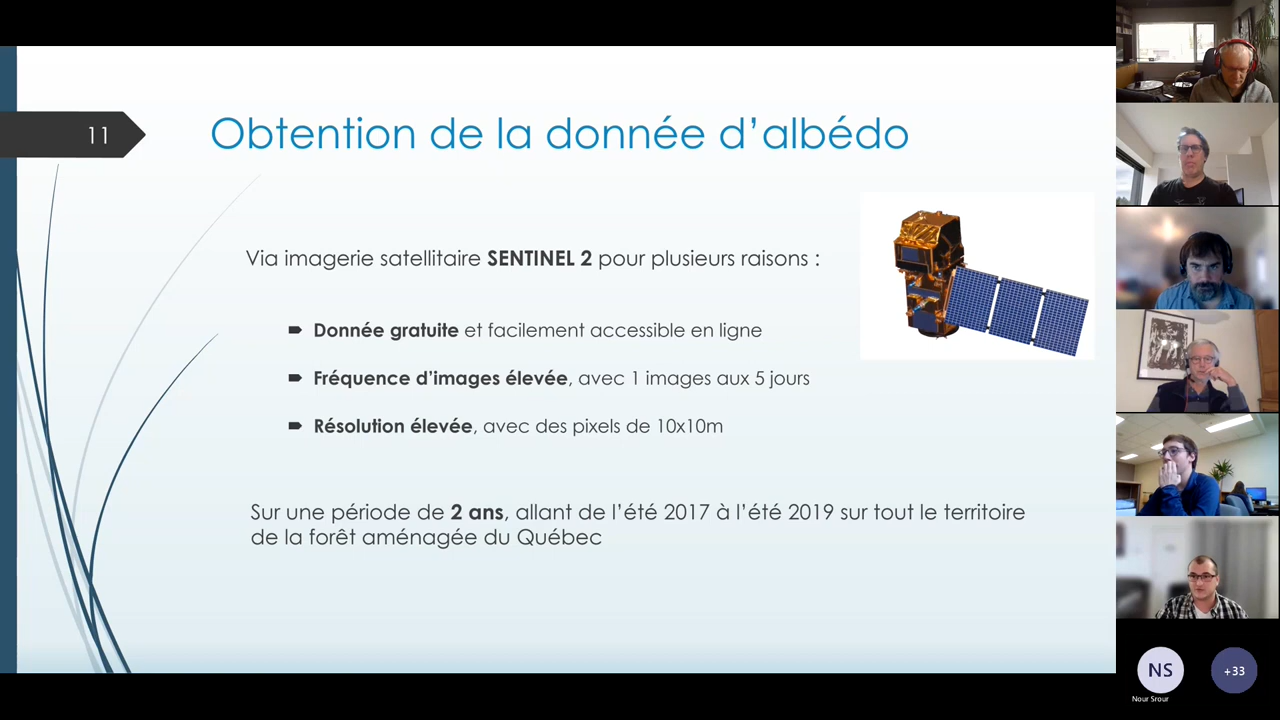 11
Obtention de la donnée d’albédo
Via imagerie satellitaire SENTINEL 2 pour plusieurs raisons :
Donnée gratuite et facilement accessible en ligne
Fréquence d’images élevée, avec 1 images aux 5 jours
Résolution élevée, avec des pixels de 10x10m
Sur une période de 2 ans, allant de l’été 2017 à l’été 2019 sur tout le territoire
de la forêt aménagée du Québec
NS
+33
Nour Srour